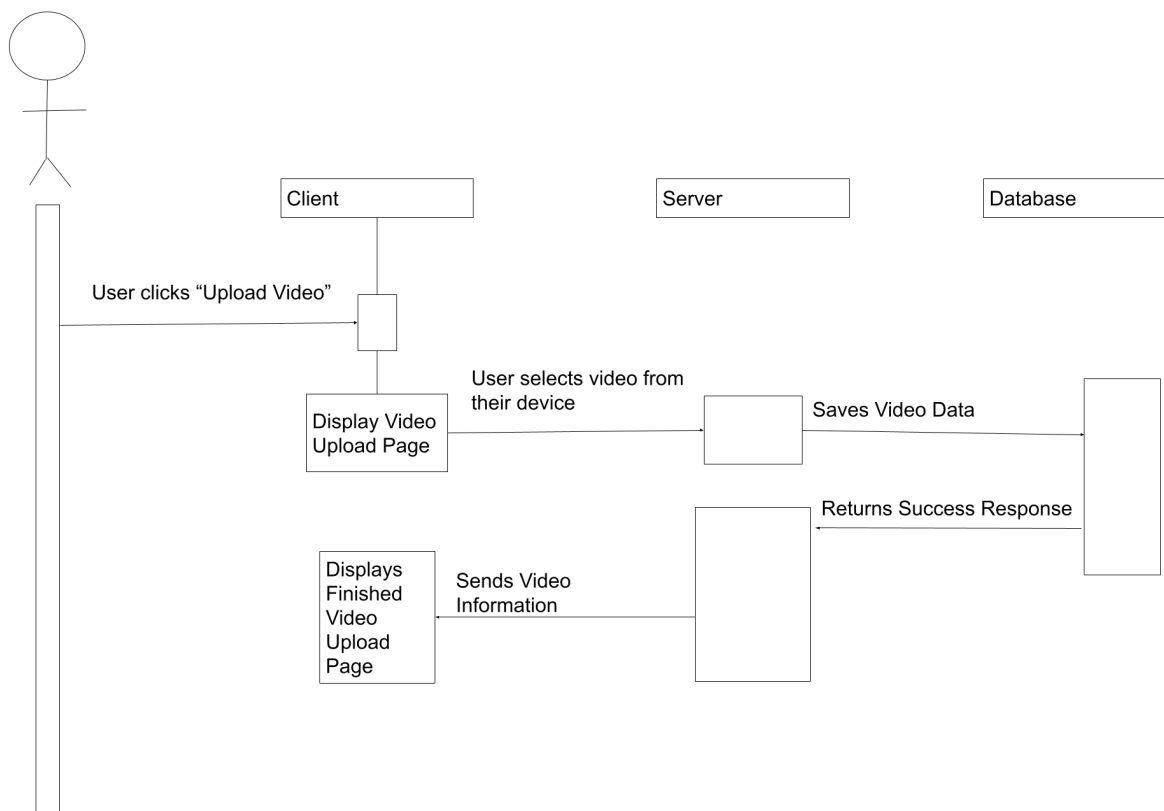 Client
Server
Database
User clicks “Upload Video”
User selects video from
their device
Saves Video Data
Display Video
Upload Page
Returns Success Response
Displays
Finished
Video
Upload
Page
Sends Video
Information